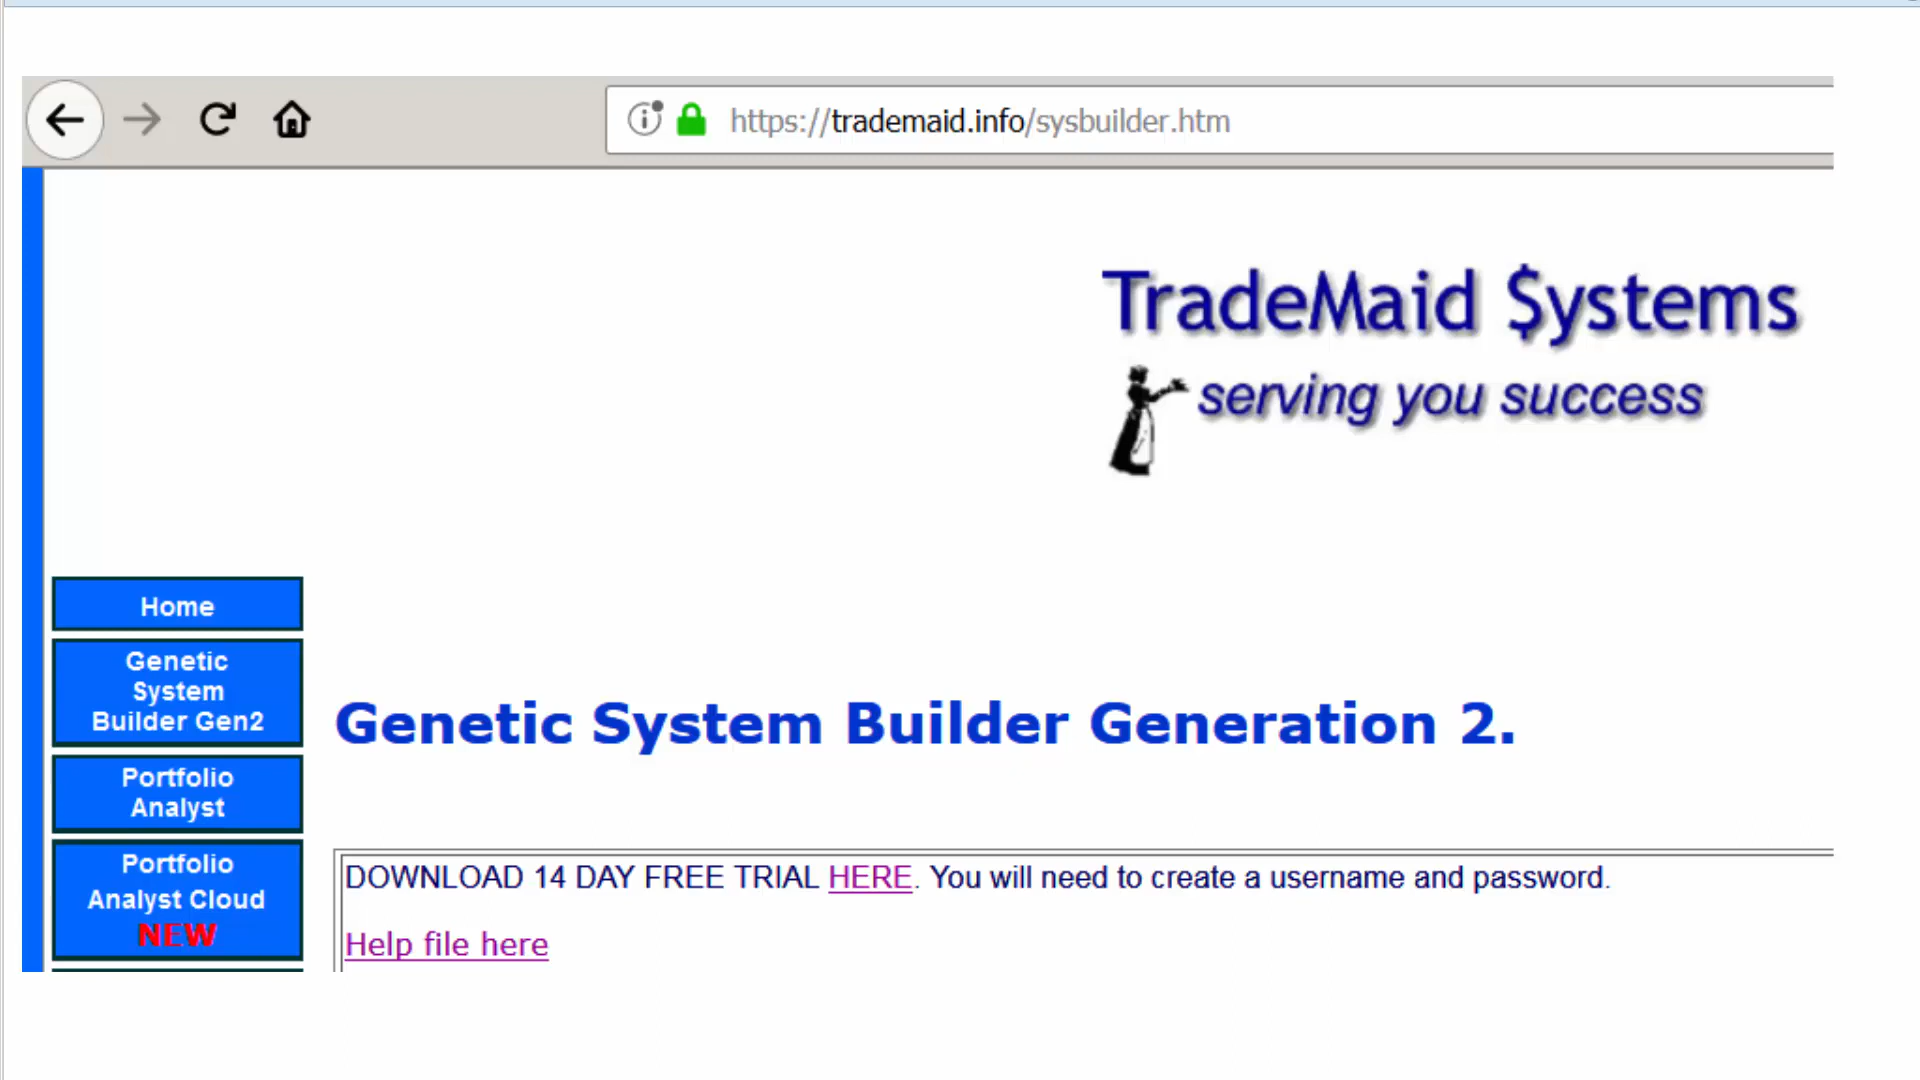 https://trademaid.info/sysbuilder.htm
TradeMaid $ystems
serving you success
Home
Genetic
System
Builder Gen2
Portfolio
Analyst
Portfolio
Analyst Cloud
NEW
Genetic System Builder Generation 2.
DOWNLOAD 14 DAY FREE TRIAL HERE. You will need to create a username and password.
Help file here